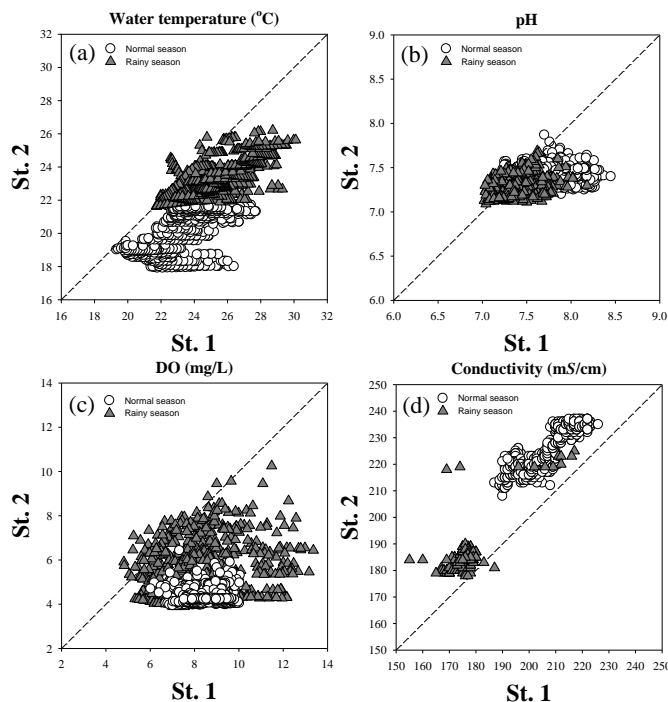 Water temperature (°C)
(a)
Normal season
Rainy season
32
30
28
26
24
22
20
18
16
St. 2
16 18 20 22 24 26 28 30 32
St. 1
pH
(b)
Normal season
Rainy season
9.0
8.5
8.0
7.5
7.0
6.5
6.0
St. 2
6.0 6.5 7.0 7.5 8.0 8.5 9.0
St. 1
DO (mg/L)
(c)
Normal season
Rainy season
14
12
10
8
6
4
2
St. 2
2 4 6 8 10 12 14
St. 1
Conductivity (mS/cm)
(d)
Normal season
Rainy season
250
240
230
220
210
200
190
180
170
160
150
St. 2
150 160 170 180 190 200 210 220 230 240 250
St. 1